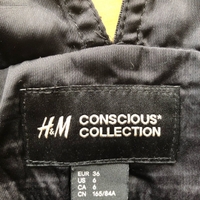 H&M CONSCIOUS*
COLLECTION
EUR 36
US 6
CA 6
CN 165/84A